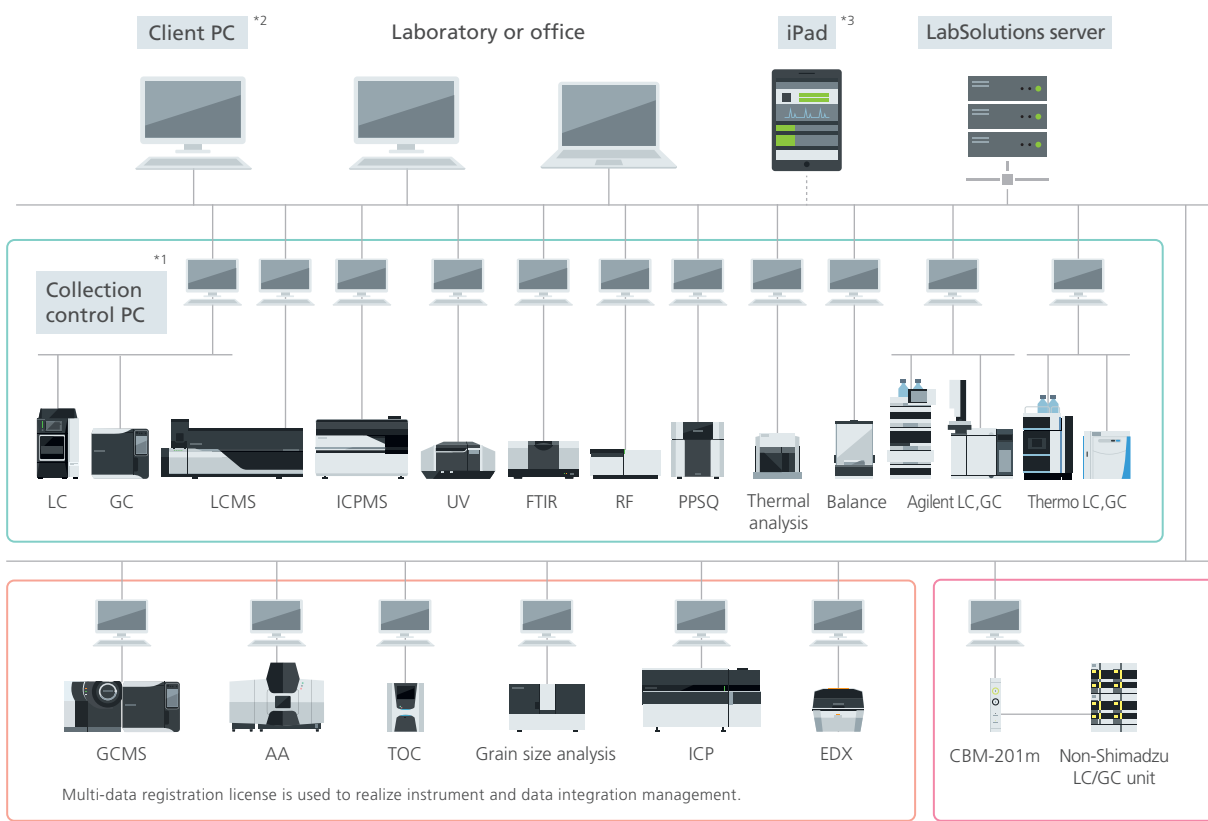 Client PC *2
Laboratory or office
iPad *3
LabSolutions server
*1
Collection
control PC
LC
GC
LCMS
ICPMS
UV
FTIR
RF
PPSQ
Thermal
analysis
Balance
Agilent LC,GC
Thermo LC,GC
GCMS
AA
TOC
Grain size analysis
ICP
EDX
Multi-data registration license is used to realize instrument and data integration management.
CBM-201m
Non-Shimadzu
LC/GC unit